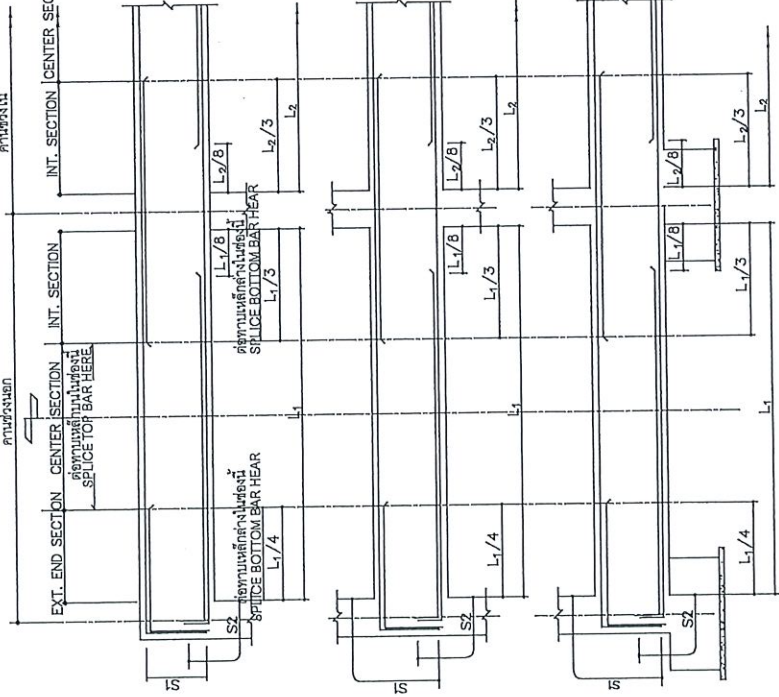 คานช่วงนอก
คานช่วงใน
EXT. END SECTION
CENTER SECTION
INT. SECTION
INT. SECTION
CENTER SEC
ต่อทาบเหล็กบนในช่วงนี้
SPLICE TOP BAR HERE
S1
S2
ต่อทาบเหล็กล่างในช่วงนี้
SPLICE BOTTOM BAR HEAR
ต่อทาบเหล็กล่างในช่วงนี้
SPLICE BOTTOM BAR HEAR
L1/8
L2/8
L1/4
L1/3
L2/3
L1
L2
S1
S2
L1/8
L2/8
L1/4
L1/3
L2/3
L1
L2
S1
S2
L1/8
L2/8
L1/4
L1/3
L2/3
L1
L2